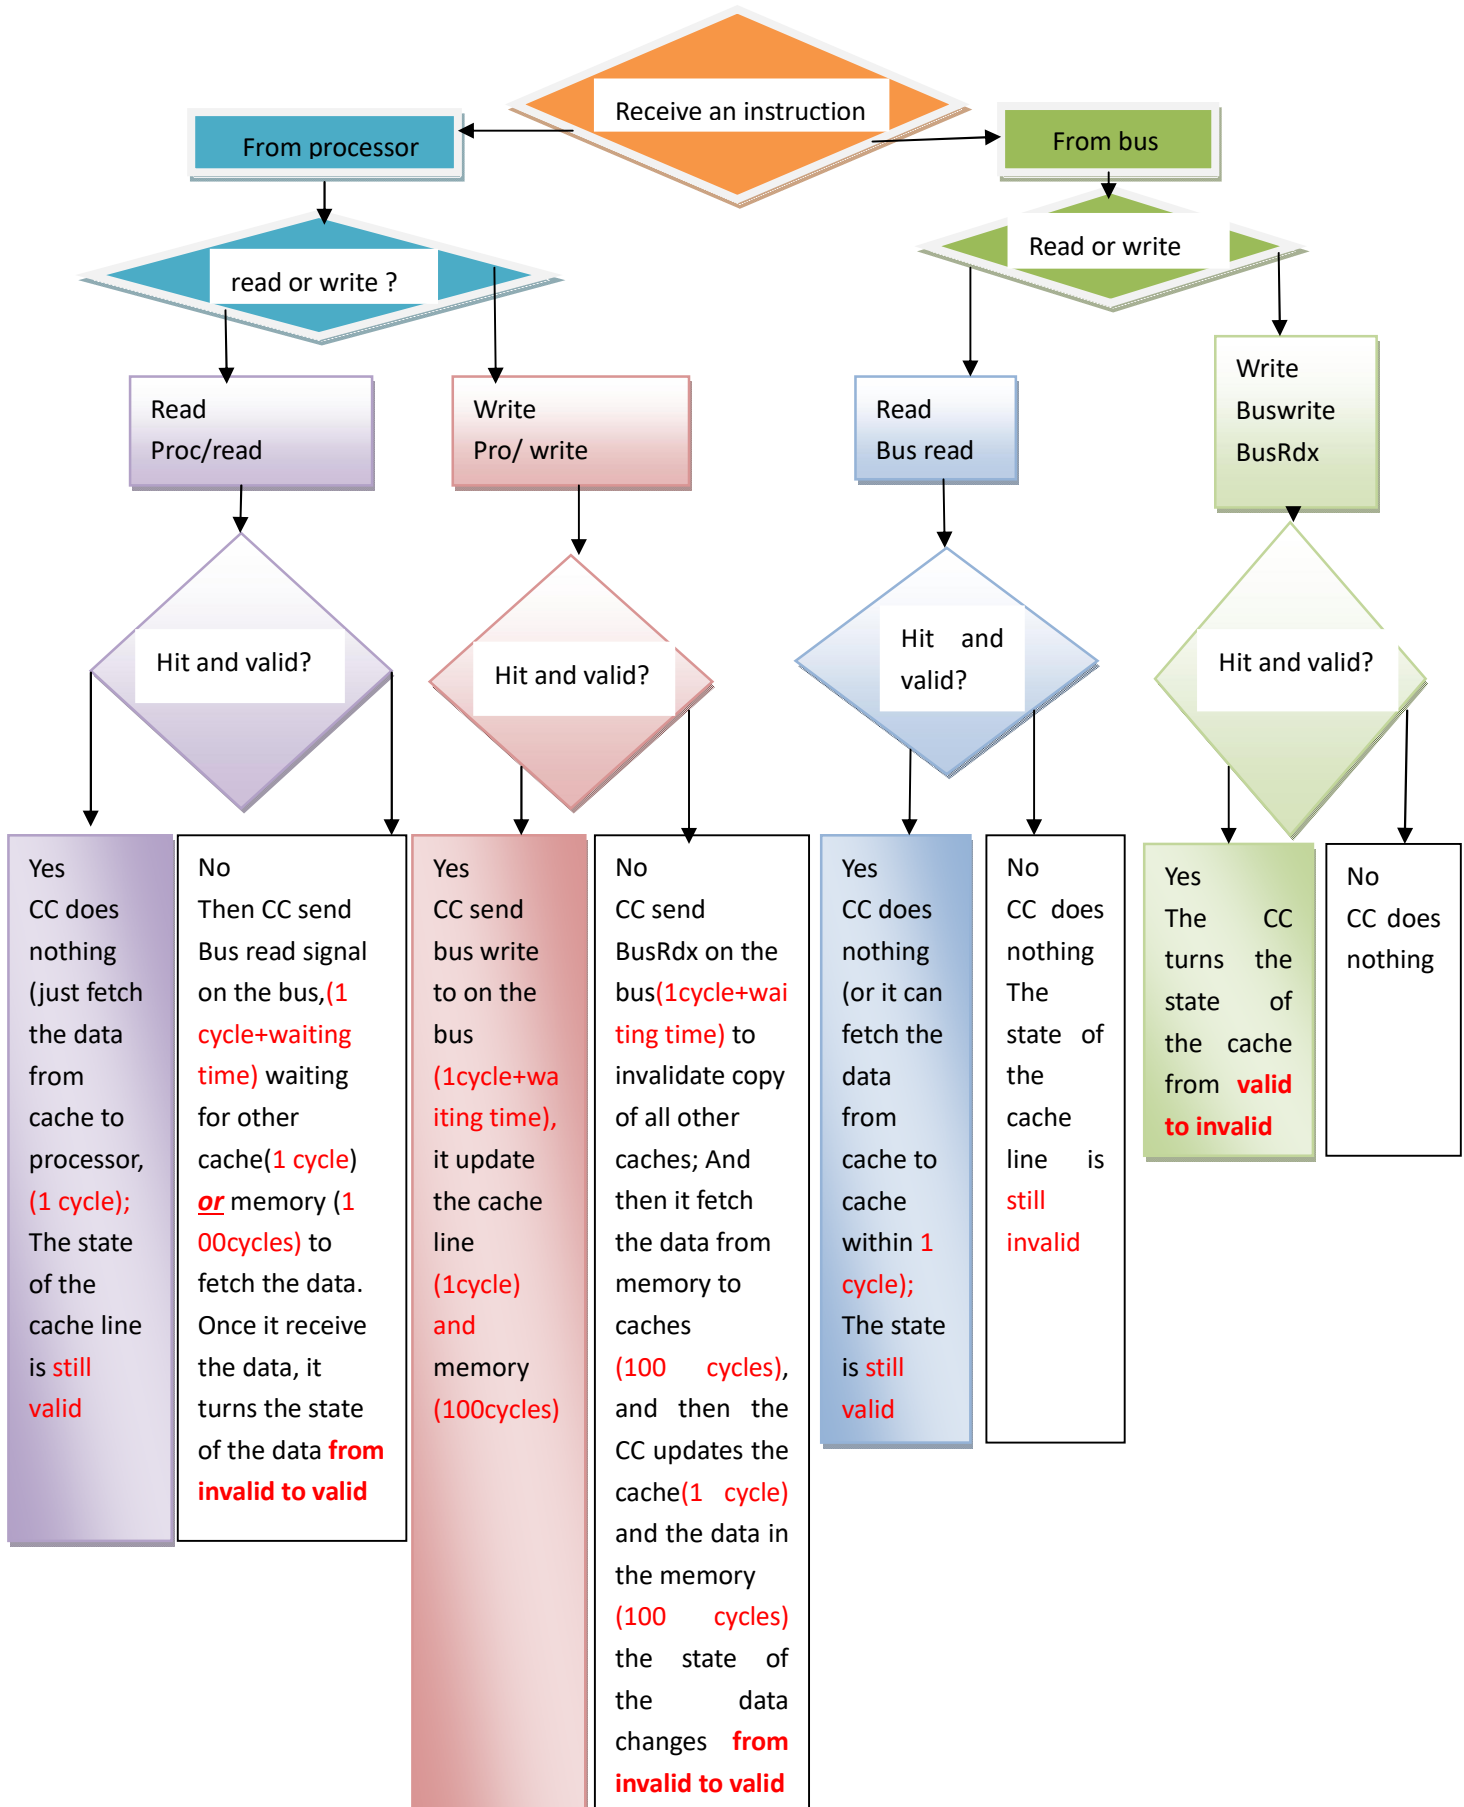 Receive an instruction
From processor
From bus
read or write ?
Read or write
Read
Proc/read
Write
Pro/ write
Read
Bus read
Write
Buswrite
BusRdx
Hit and valid?
Hit and valid?
Hit and
valid?
Hit and valid?
Yes
CC does
nothing
(just fetch
the data
from
cache to
processor,
(1 cycle);
The state
of the
cache line
is still
valid
No
Then CC send
Bus read signal
on the bus,(1
cycle+waiting
time) waiting
for other
cache(1 cycle)
or memory (1
00cycles) to
fetch the data.
Once it receive
the data, it
turns the state
of the data from
invalid to valid
Yes
CC send
bus write
to on the
bus
(1cycle+wa
iting time),
it update
the cache
line
(1cycle)
and
memory
(100cycles)
No
CC send
BusRdx on the
bus(1cycle+wai
ting time) to
invalidate copy
of all other
caches; And
then it fetch
the data from
memory to
caches
(100 cycles),
and then the
CC updates the
cache(1 cycle)
and the data in
the memory
(100 cycles)
the state of
the data
changes from
invalid to valid
Yes
CC does
nothing
(or it can
fetch the
data
from
cache to
cache
within 1
cycle);
The state
is still
valid
No
CC does
nothing
The
state of
the
cache
line is
still
invalid
Yes
The CC
turns the
state of
the cache
from valid
to invalid
No
CC does
nothing